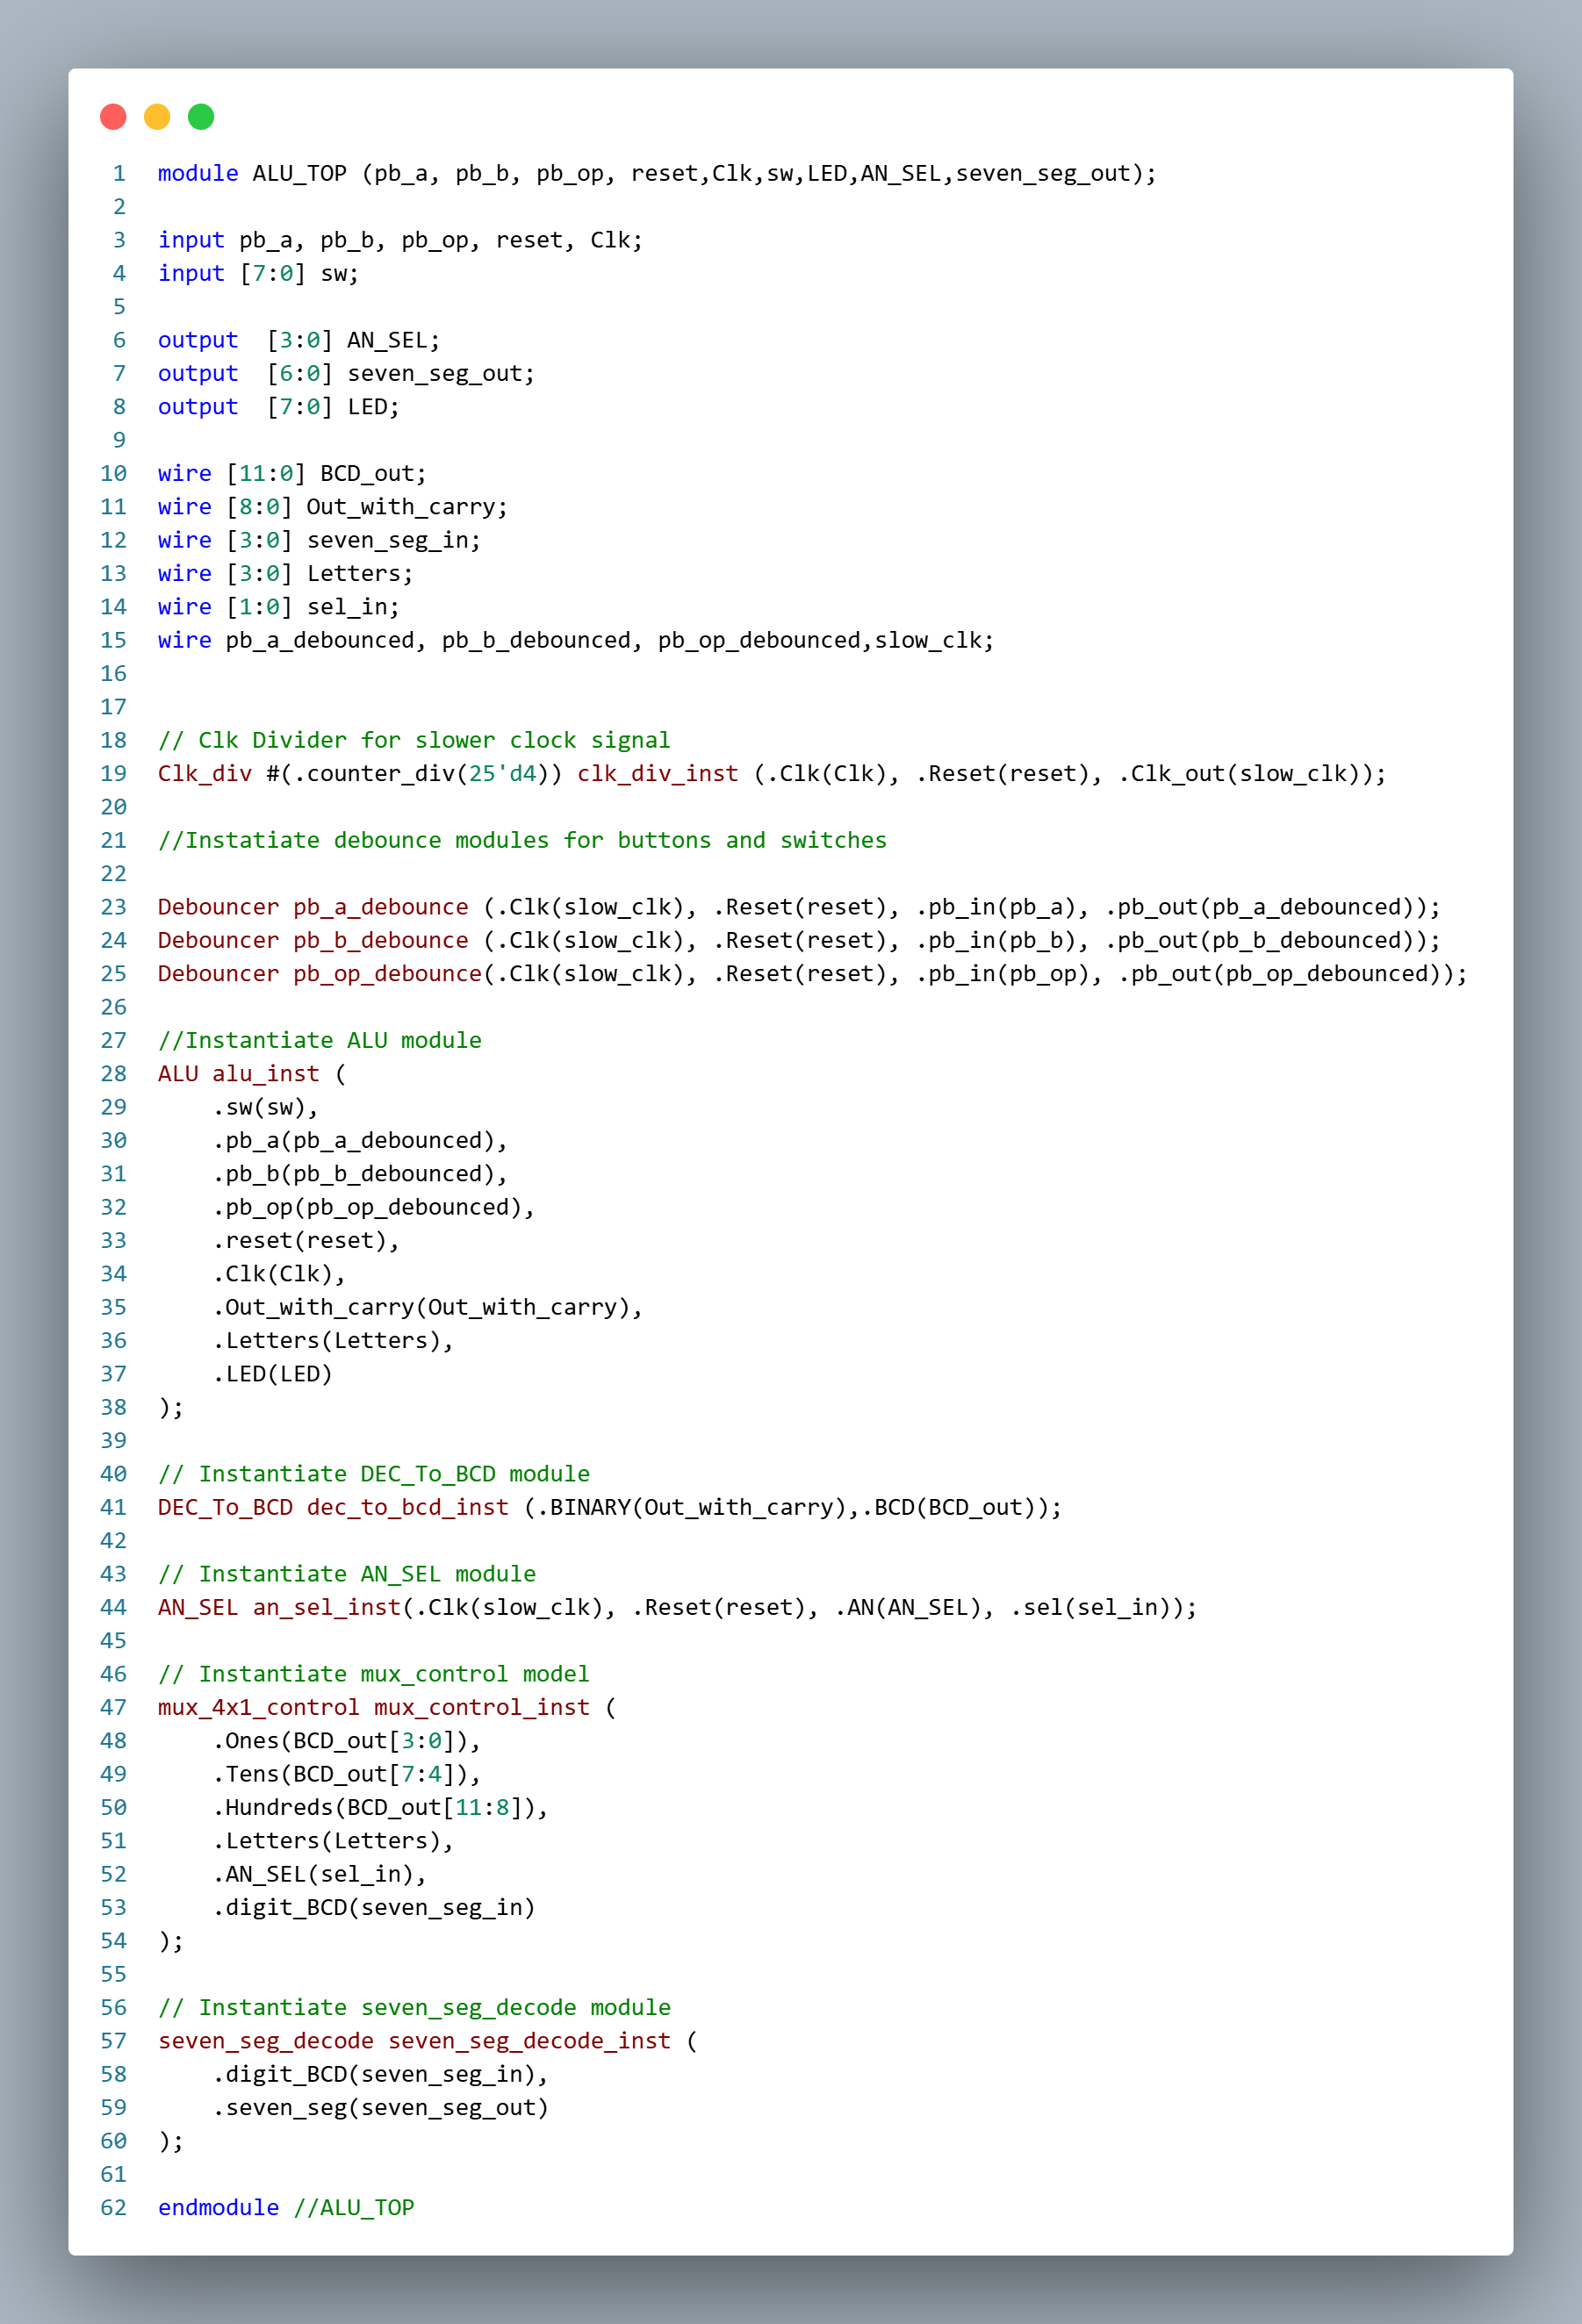 1 module ALU_TOP (pb_a, pb_b, pb_op, reset,Clk,sw,LED,AN_SEL,seven_seg_out);
2
3 input pb_a, pb_b, pb_op, reset, Clk;
4 input [7:0] sw;
5
6 output  [3:0] AN_SEL;
7 output  [6:0] seven_seg_out;
8 output  [7:0] LED;
9
10 wire [11:0] BCD_out;
11 wire [8:0] Out_with_carry;
12 wire [3:0] seven_seg_in;
13 wire [3:0] Letters;
14 wire [1:0] sel_in;
15 wire pb_a_debounced, pb_b_debounced, pb_op_debounced,slow_clk;
16
17
18 // Clk Divider for slower clock signal
19 Clk_div #(.counter_div(25'd4)) clk_div_inst (.Clk(Clk), .Reset(reset), .Clk_out(slow_clk));
20
21 //Instatiate debounce modules for buttons and switches
22
23 Debouncer pb_a_debounce (.Clk(slow_clk), .Reset(reset), .pb_in(pb_a), .pb_out(pb_a_debounced));
24 Debouncer pb_b_debounce (.Clk(slow_clk), .Reset(reset), .pb_in(pb_b), .pb_out(pb_b_debounced));
25 Debouncer pb_op_debounce(.Clk(slow_clk), .Reset(reset), .pb_in(pb_op), .pb_out(pb_op_debounced));
26
27 //Instantiate ALU module
28 ALU alu_inst (
29     .sw(sw),
30     .pb_a(pb_a_debounced),
31     .pb_b(pb_b_debounced),
32     .pb_op(pb_op_debounced),
33     .reset(reset),
34     .Clk(Clk),
35     .Out_with_carry(Out_with_carry),
36     .Letters(Letters),
37     .LED(LED)
38 );
39
40 // Instantiate DEC_To_BCD module
41 DEC_To_BCD dec_to_bcd_inst (.BINARY(Out_with_carry),.BCD(BCD_out));
42
43 // Instantiate AN_SEL module
44 AN_SEL an_sel_inst(.Clk(slow_clk), .Reset(reset), .AN(AN_SEL), .sel(sel_in));
45
46 // Instantiate mux_control model
47 mux_4x1_control mux_control_inst (
48     .Ones(BCD_out[3:0]),
49     .Tens(BCD_out[7:4]),
50     .Hundreds(BCD_out[11:8]),
51     .Letters(Letters),
52     .AN_SEL(sel_in),
53     .digit_BCD(seven_seg_in)
54 );
55
56 // Instantiate seven_seg_decode module
57 seven_seg_decode seven_seg_decode_inst (
58     .digit_BCD(seven_seg_in),
59     .seven_seg(seven_seg_out)
60 );
61
62 endmodule //ALU_TOP